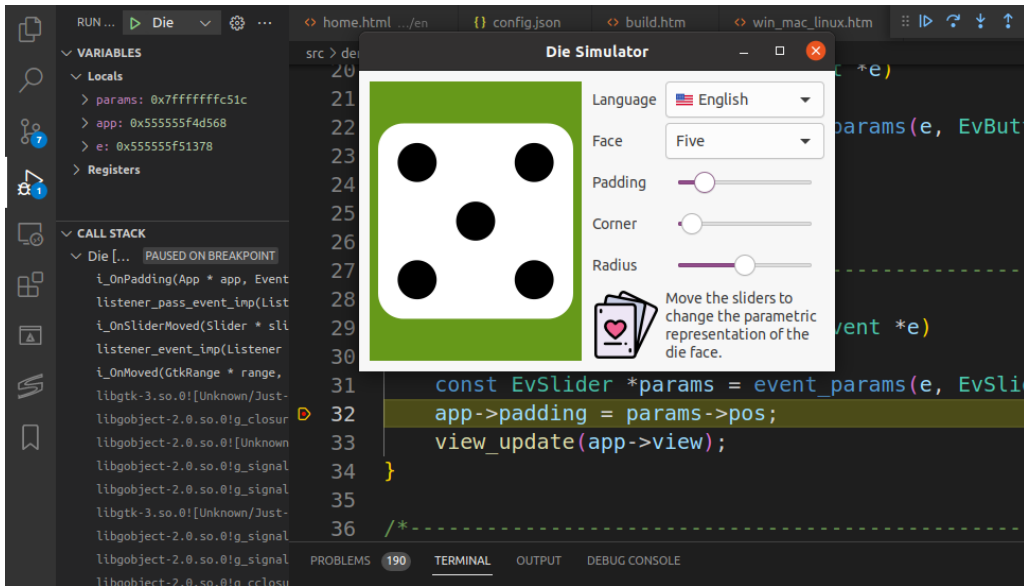 RUN ... Die
VARIABLES
Locals
params: 0x7fffffffc51c
app: 0x555555f4d568
e: 0x555555f51378
Registers
7
1
CALL STACK
Die [... PAUSED ON BREAKPOINT
i_OnPadding(App * app, Event
listener_pass_event_imp(List
i_OnSliderMoved(Slider * sli
listener_event_imp(Listener
i_OnMoved(GtkRange * range,
libgtk-3.so.0![Unknown/Just-
libgobject-2.0.so.0!g_closur
libgobject-2.0.so.0![Unknown
libgobject-2.0.so.0!g_signal
libgobject-2.0.so.0!g_signal
libgtk-3.so.0![Unknown/Just-
libgobject-2.0.so.0!g_signal
libgobject-2.0.so.0!g_signal
libgobject-2.0.so.0!g_cclosu
home.html .../en
{} config.json
build.htm
win_mac_linux.htm
src
Die Simulator
Language English
Face Five
Padding
Corner
Radius
Move the sliders to
change the parametric
representation of the
die face.
20 *e)
21
22 params(e, EvButt
23
24
25
26
27 ------------
28
29 vent *e)
30
31 const EvSlider *params = event_params(e, EvSli
32 app->padding = params->pos;
33 view_update(app->view);
34 }
35
36 /*----------------------------------------
PROBLEMS 190 TERMINAL OUTPUT DEBUG CONSOLE